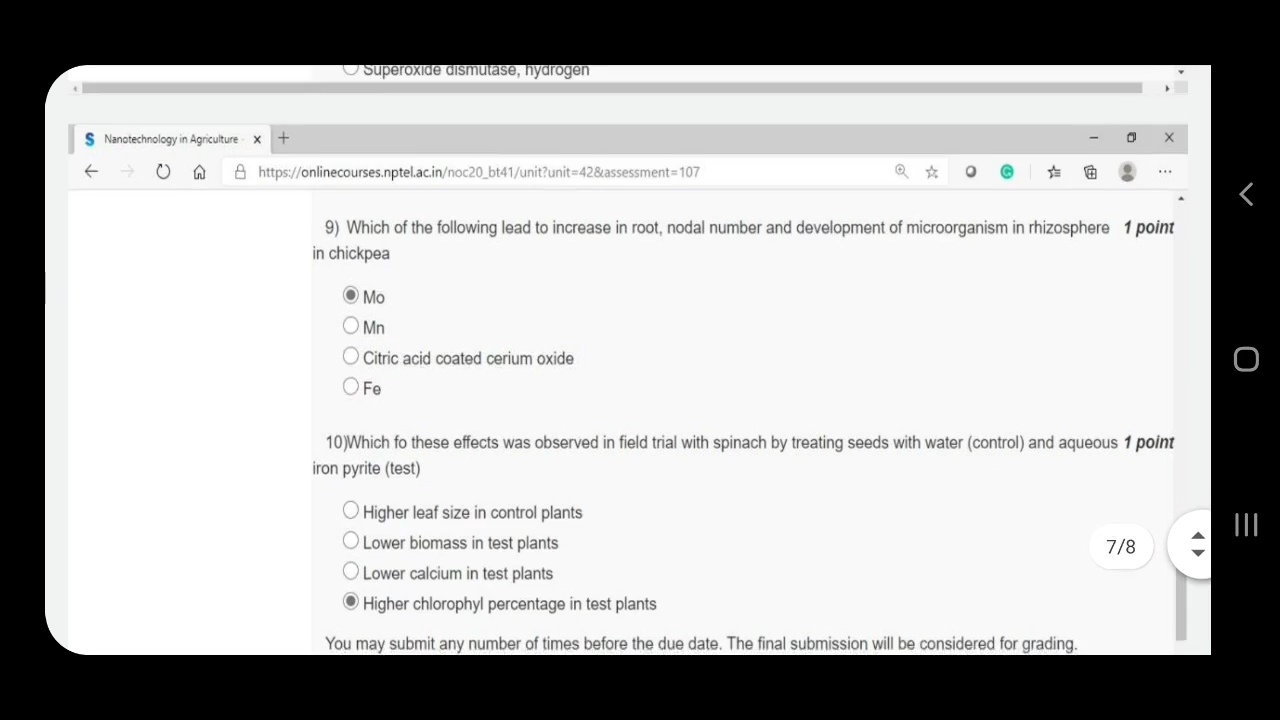 Superoxide dismutase, hydrogen
S Nanotechnology in Agriculture
https://onlinecourses.nptel.ac.in/noc20_bt41/unit?unit=42&assessment=107
9) Which of the following lead to increase in root, nodal number and development of microorganism in rhizosphere 1 point
in chickpea
Mo
Mn
Citric acid coated cerium oxide
Fe
10)Which fo these effects was observed in field trial with spinach by treating seeds with water (control) and aqueous 1 point
iron pyrite (test)
Higher leaf size in control plants
Lower biomass in test plants
Lower calcium in test plants
Higher chlorophyl percentage in test plants
7/8
You may submit any number of times before the due date. The final submission will be considered for grading.